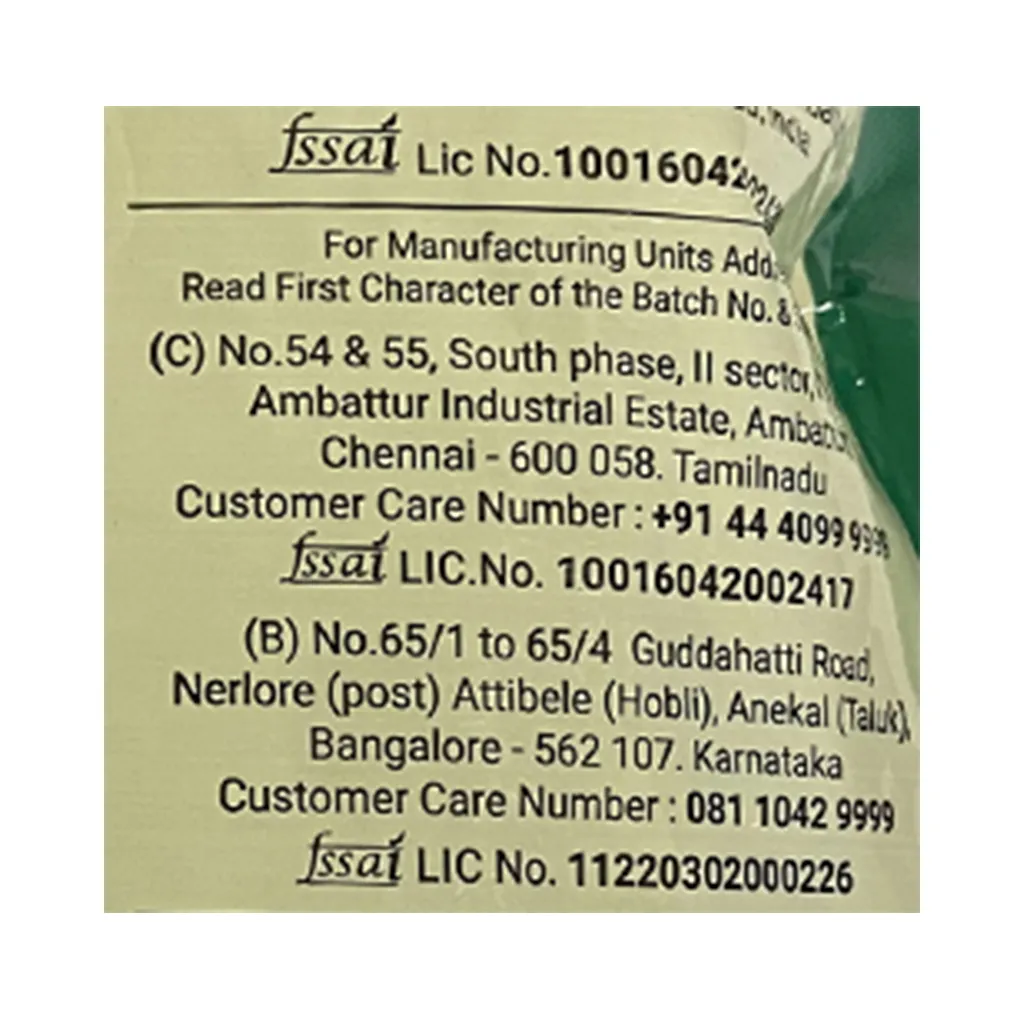 India
fssai Lic No.1001604
For Manufacturing Units
Read First Character of the Batch No. &
(C) No.54 & 55, South phase, II sector,
Ambattur Industrial Estate,
Chennai - 600 058. Tamilnadu
Customer Care Number : +91 44 4099
fssai LIC.No. 10016042002417
(B) No.65/1 to 65/4 Guddahatti Road,
Nerlore (post) Attibele (Hobli), Anekal (Taluk),
Bangalore - 562 107. Karnataka
Customer Care Number : 081 1042 9999
fssai LIC No. 11220302000226